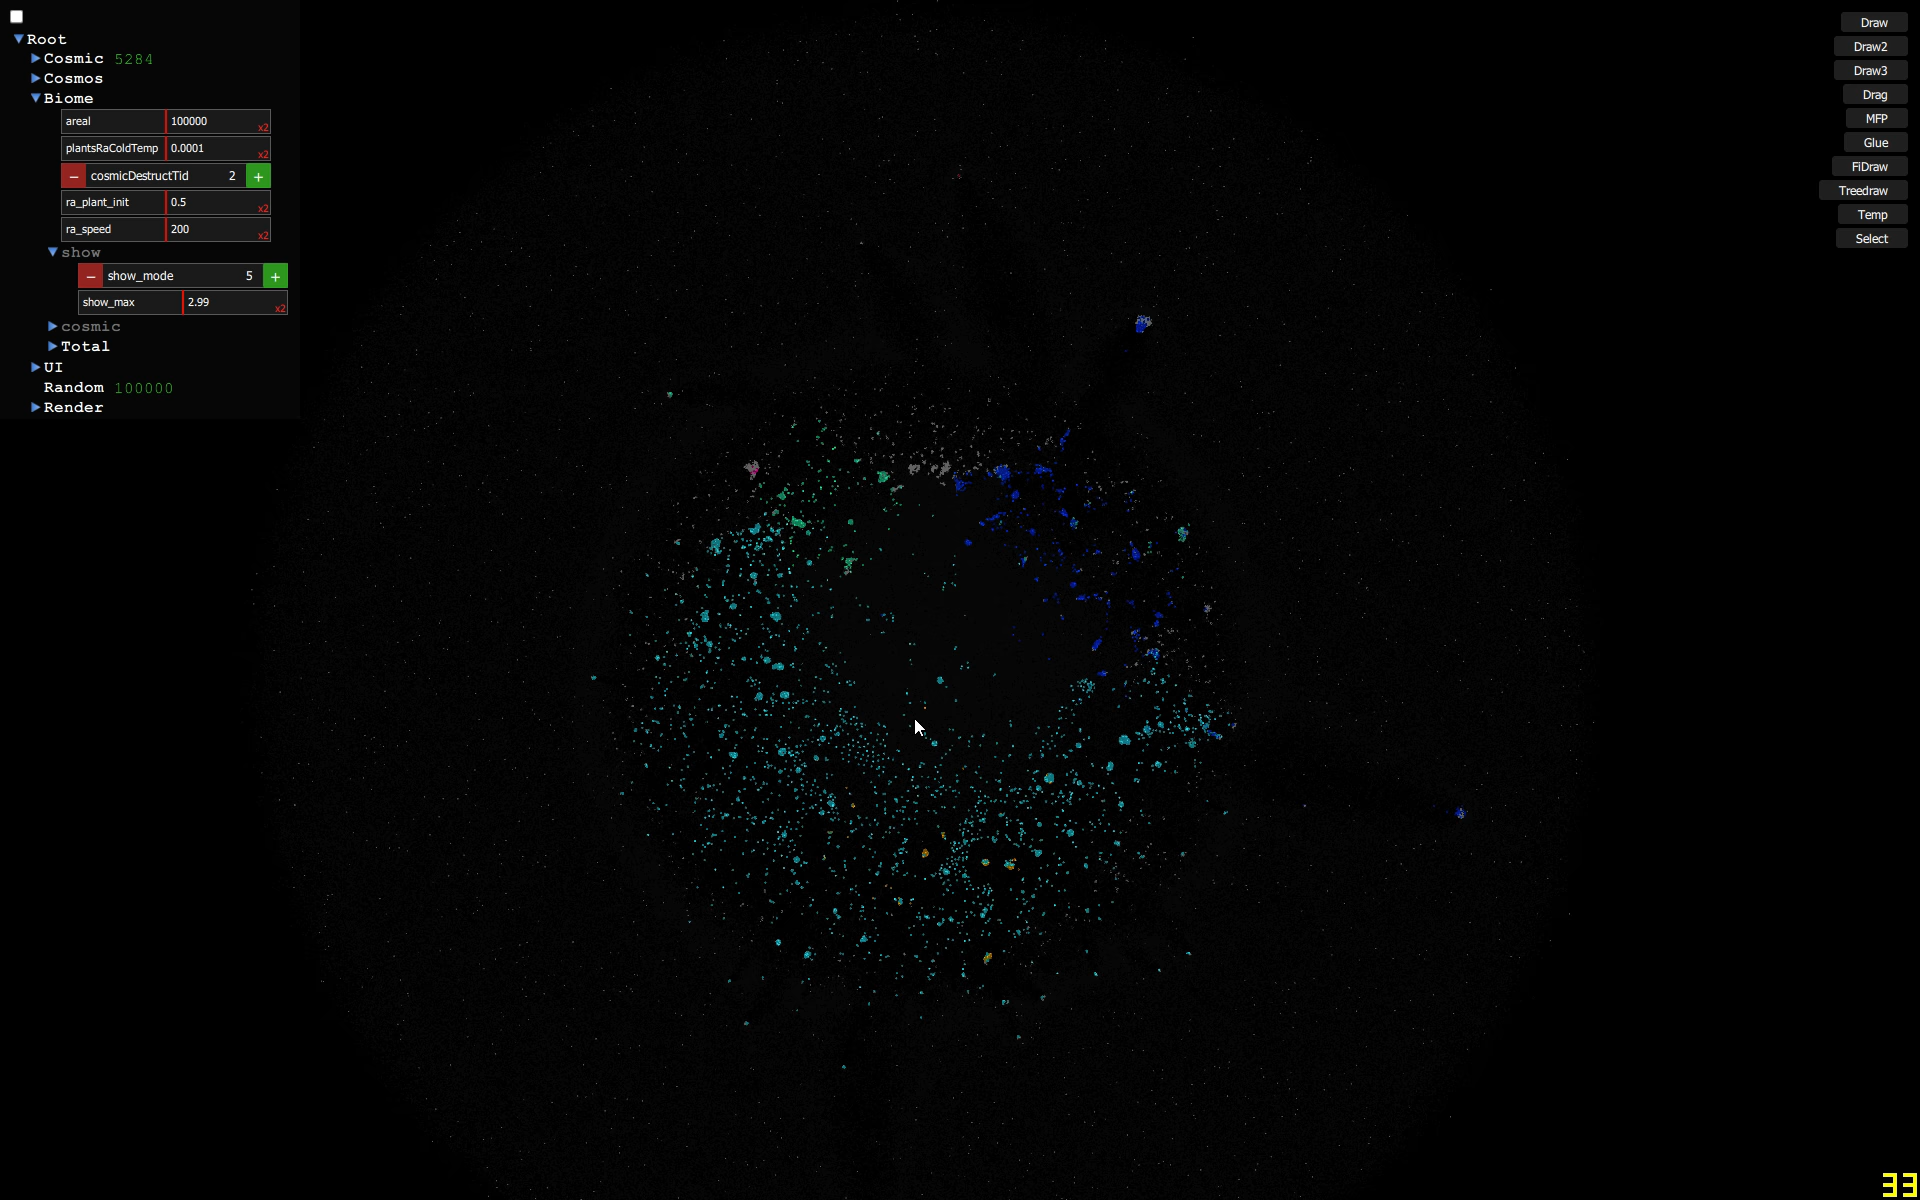 Root
Cosmic 5284
Cosmos
Biome
areal 100000 x2
plantsRaColdTemp 0.0001 x2
− cosmicDestructTid 2 +
ra_plant_init 0.5 x2
ra_speed 200 x2
show
− show_mode 5 +
show_max 2.99 x2
cosmic
Total
UI
Random 100000
Render
Draw
Draw2
Draw3
Drag
MFP
Glue
FiDraw
Treedraw
Temp
Select
33